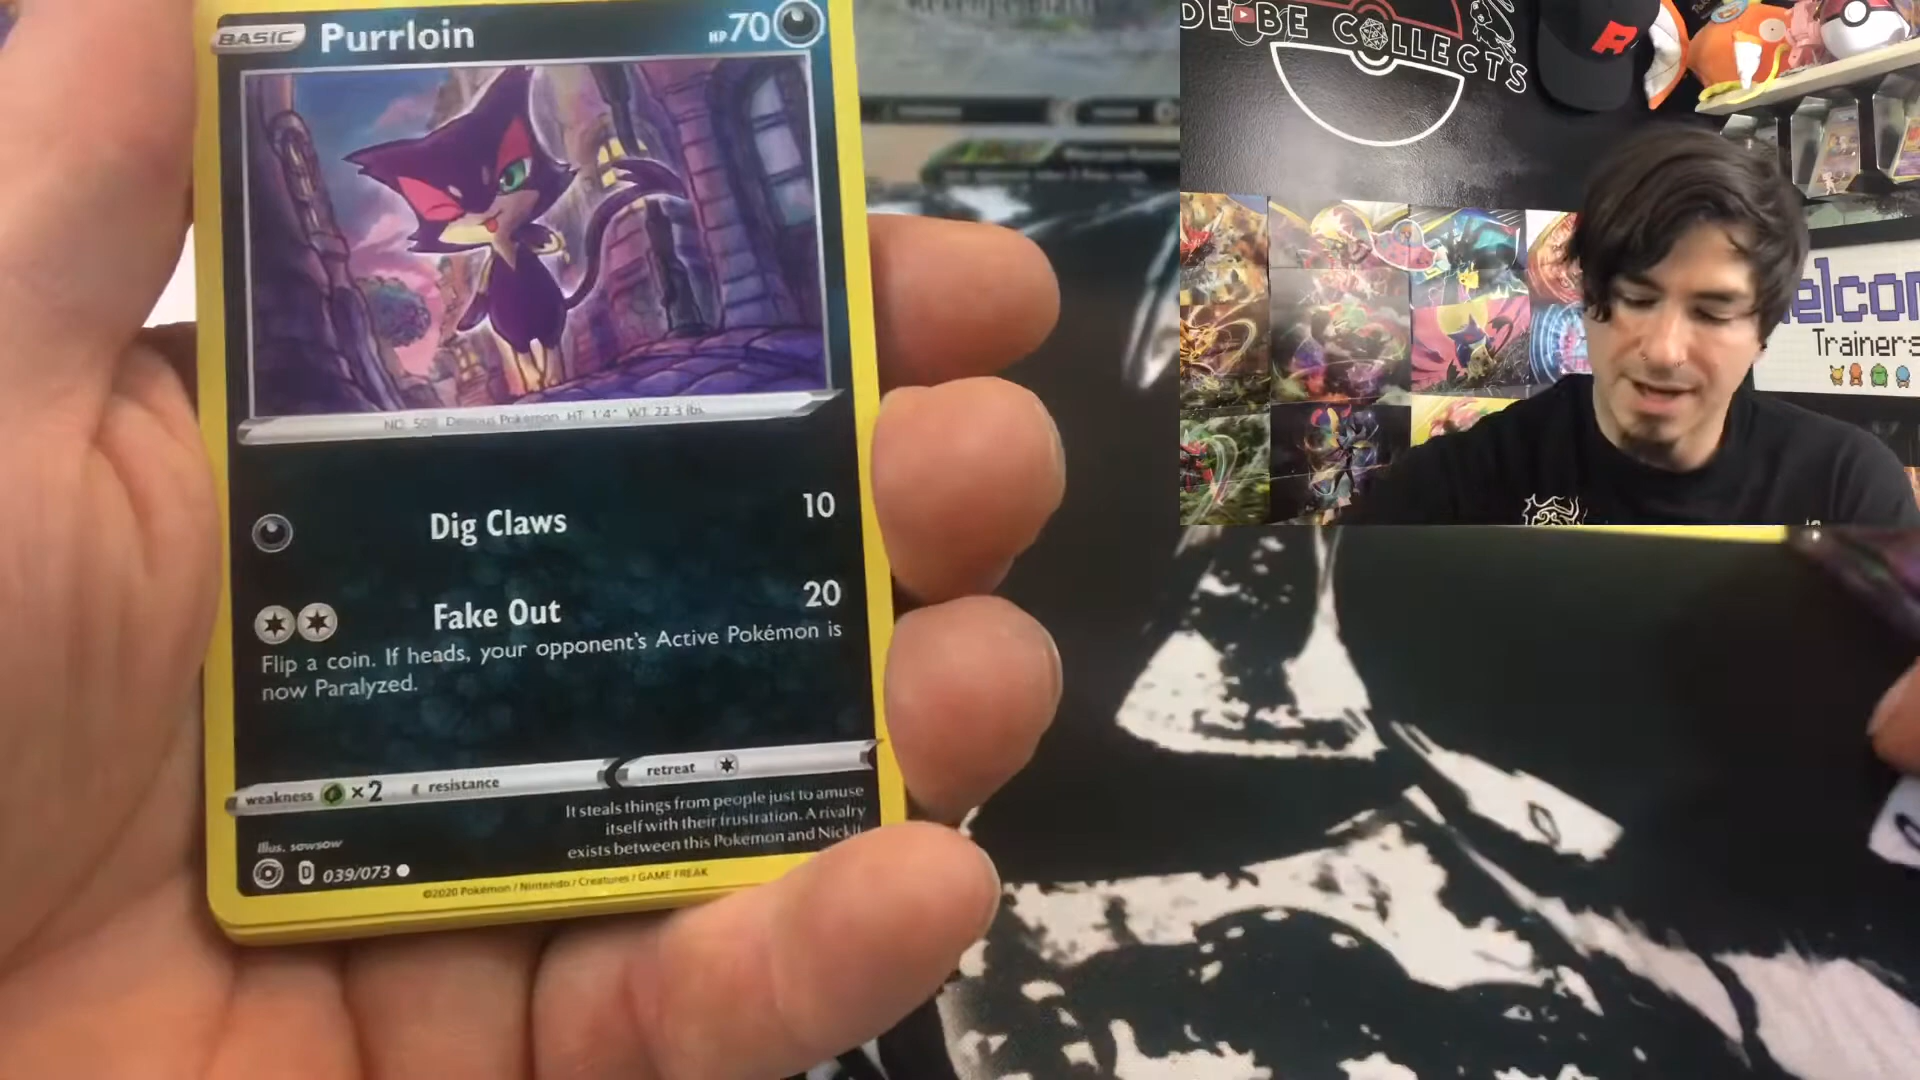 BASIC Purrloin HP 70
NO. 509 Devious Pokémon HT: 1'4" WT: 22.3 lbs.
Dig Claws 10
Fake Out 20
Flip a coin. If heads, your opponent's Active Pokémon is
now Paralyzed.
weakness ×2 resistance retreat
It steals things from people just to amuse
itself with their frustration. A rivalry
exists between this Pokémon and Nickit.
Illus. sowsow
D 039/073
©2020 Pokémon / Nintendo / Creatures / GAME FREAK
COLLECTS
R
elcom
Trainers